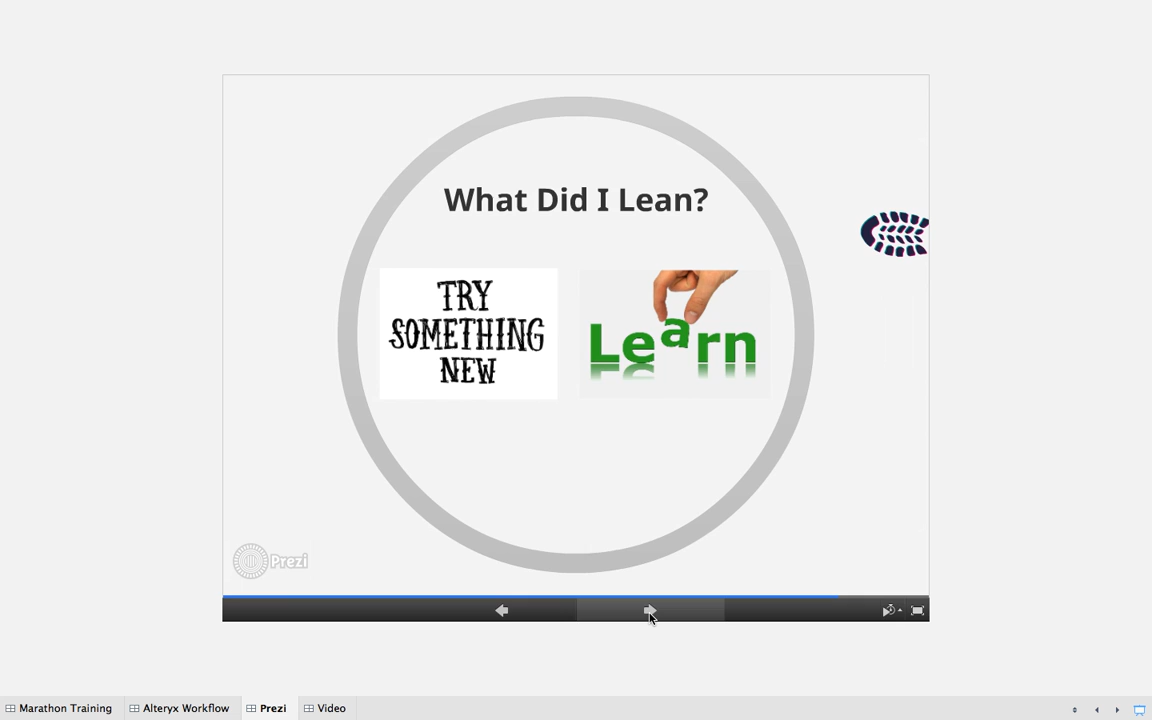 What Did I Lean?
TRY
SOMETHING
NEW
Learn
Prezi
Marathon Training
Alteryx Workflow
Prezi
Video